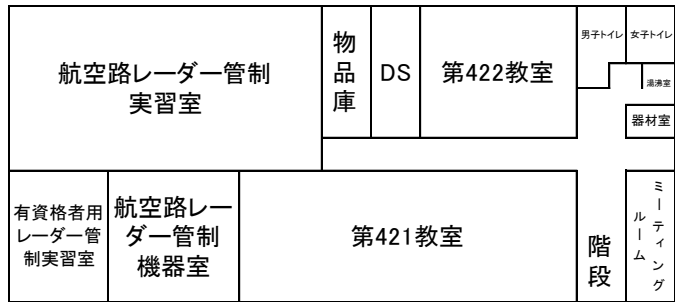 航空路レーダー管制
実習室
物品庫
DS
第422教室
男子トイレ
女子トイレ
湯沸室
器材室
有資格者用
レーダー管
制実習室
航空路レー
ダー管制
機器室
第421教室
階段
ミーティング
ルーム